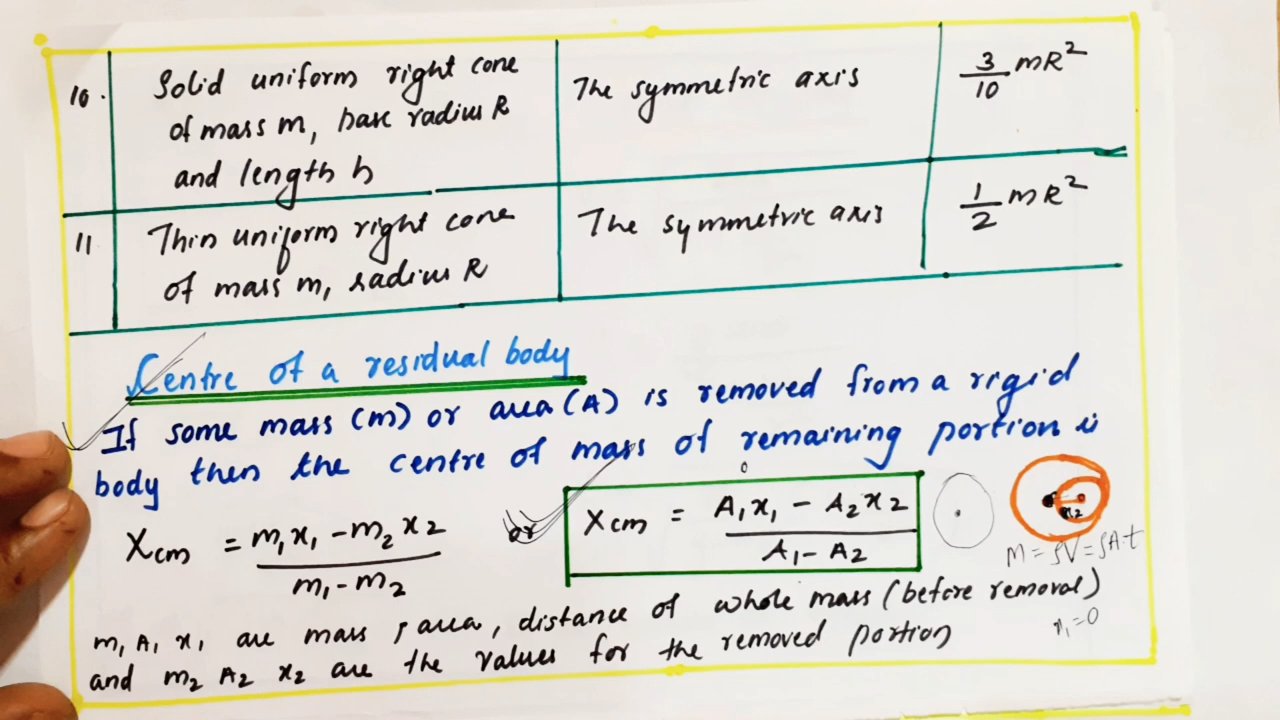 10. Solid uniform right cone of mass m, base radius R and length h The symmetric axis 3/10 mR²
11 Thin uniform right cone of mass m, radius R The symmetric axis 1/2 mR²
Centre of a residual body
If some mass (m) or area (A) is removed from a rigid
body then the centre of mass of remaining portion is
Xcm = (m₁x₁ - m₂x₂)/(m₁ - m₂) or Xcm = (A₁x₁ - A₂x₂)/(A₁ - A₂)
x₂
M = ρV = ρA·t
m₁ A₁ x₁ are mass, area, distance of whole mass (before removal)
x₁=0
and m₂ A₂ x₂ are the values for the removed portion